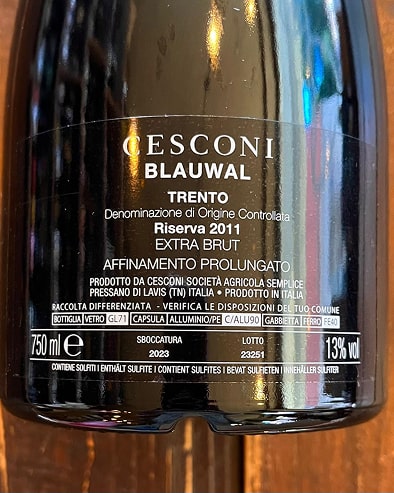 CESCONI
BLAUWAL
TRENTO
Denominazione di Origine Controllata
Riserva 2011
EXTRA BRUT
AFFINAMENTO PROLUNGATO
PRODOTTO DA CESCONI SOCIETÀ AGRICOLA SEMPLICE
PRESSANO DI LAVIS (TN) ITALIA • PRODOTTO IN ITALIA
RACCOLTA DIFFERENZIATA - VERIFICA LE DISPOSIZIONI DEL TUO COMUNE
BOTTIGLIA VETRO GL71 CAPSULA ALLUMINIO/PE C/ALU90 GABBIETTA FERRO FE40
750 ml e SBOCCATURA LOTTO 13% vol
2023 23251
CONTIENE SOLFITI | ENTHÄLT SULFITE | CONTIENT SULFITES | BEVAT SULFIETEN | INNEHÅLLER SULFITER